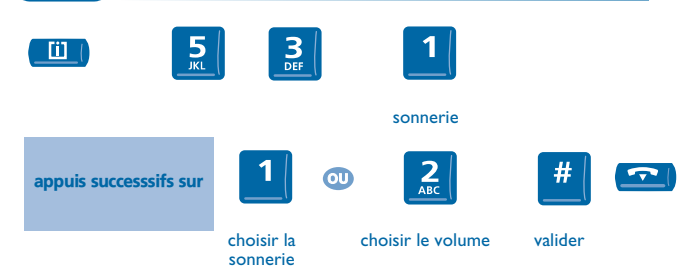 [i] 5 JKL 3 DEF 1
sonnerie
appuis successsifs sur 1 OU 2 ABC #
choisir la sonnerie choisir le volume valider